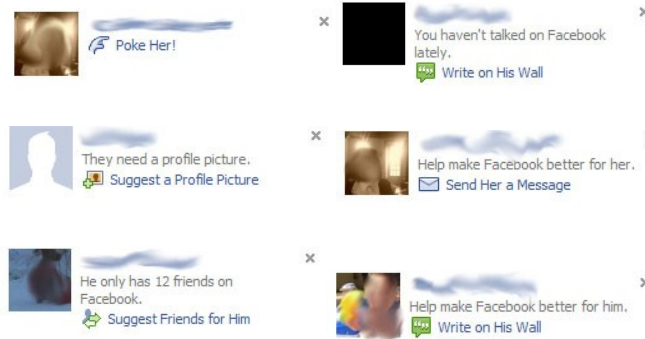 Poke Her!
You haven't talked on Facebook
lately.
Write on His Wall
They need a profile picture.
Suggest a Profile Picture
Help make Facebook better for her.
Send Her a Message
He only has 12 friends on
Facebook.
Suggest Friends for Him
Help make Facebook better for him.
Write on His Wall